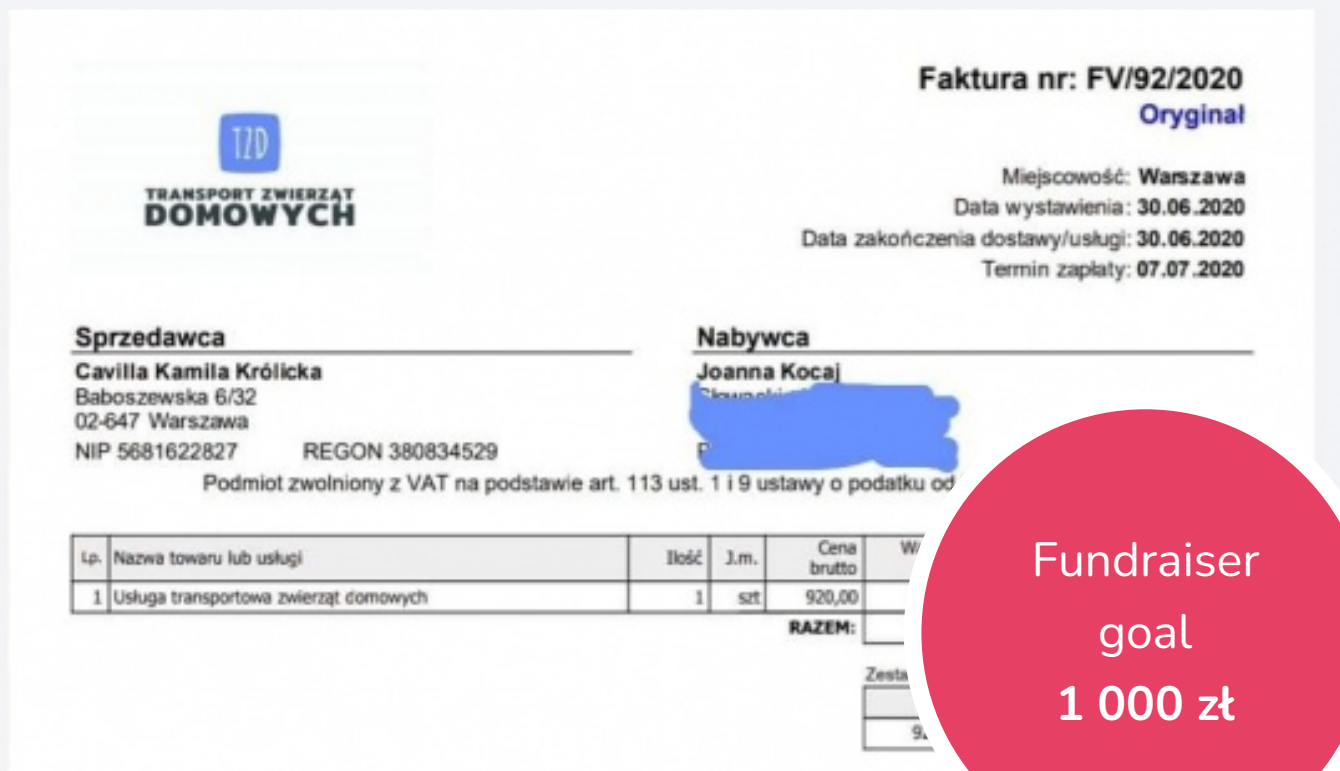 TZD
TRANSPORT ZWIERZĄT
DOMOWYCH
Faktura nr: FV/92/2020
Oryginał
Miejscowość: Warszawa
Data wystawienia: 30.06.2020
Data zakończenia dostawy/usługi: 30.06.2020
Termin zapłaty: 07.07.2020
Sprzedawca
Cavilla Kamila Królicka
Baboszewska 6/32
02-647 Warszawa
NIP 5681622827 REGON 380834529
Nabywca
Joanna Kocaj
Podmiot zwolniony z VAT na podstawie art. 113 ust. 1 i 9 ustawy o podatku od
Lp. Nazwa towaru lub usługi Ilość J.m. Cena brutto
1 Usługa transportowa zwierząt domowych 1 szt 920,00
RAZEM:
Fundraiser
goal
1 000 zł